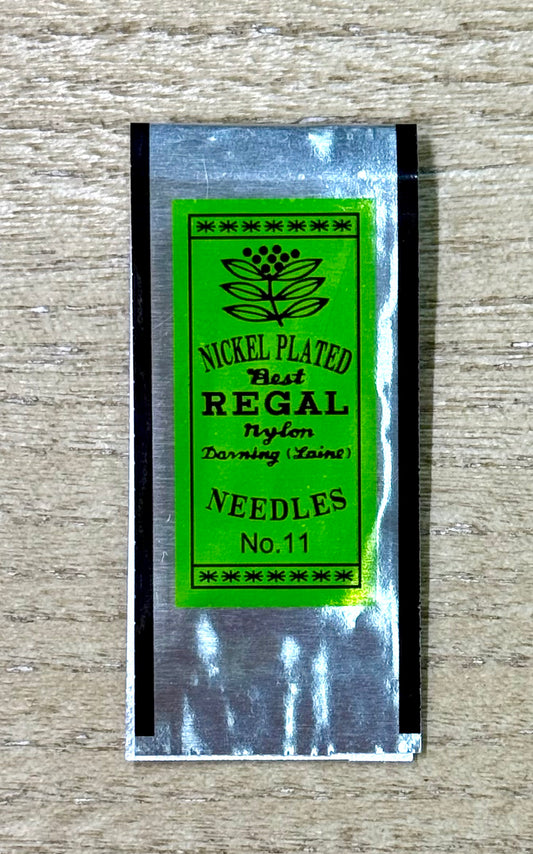 NICKEL PLATED
Best
REGAL
Nylon
Darning (Laine)
NEEDLES
No.11